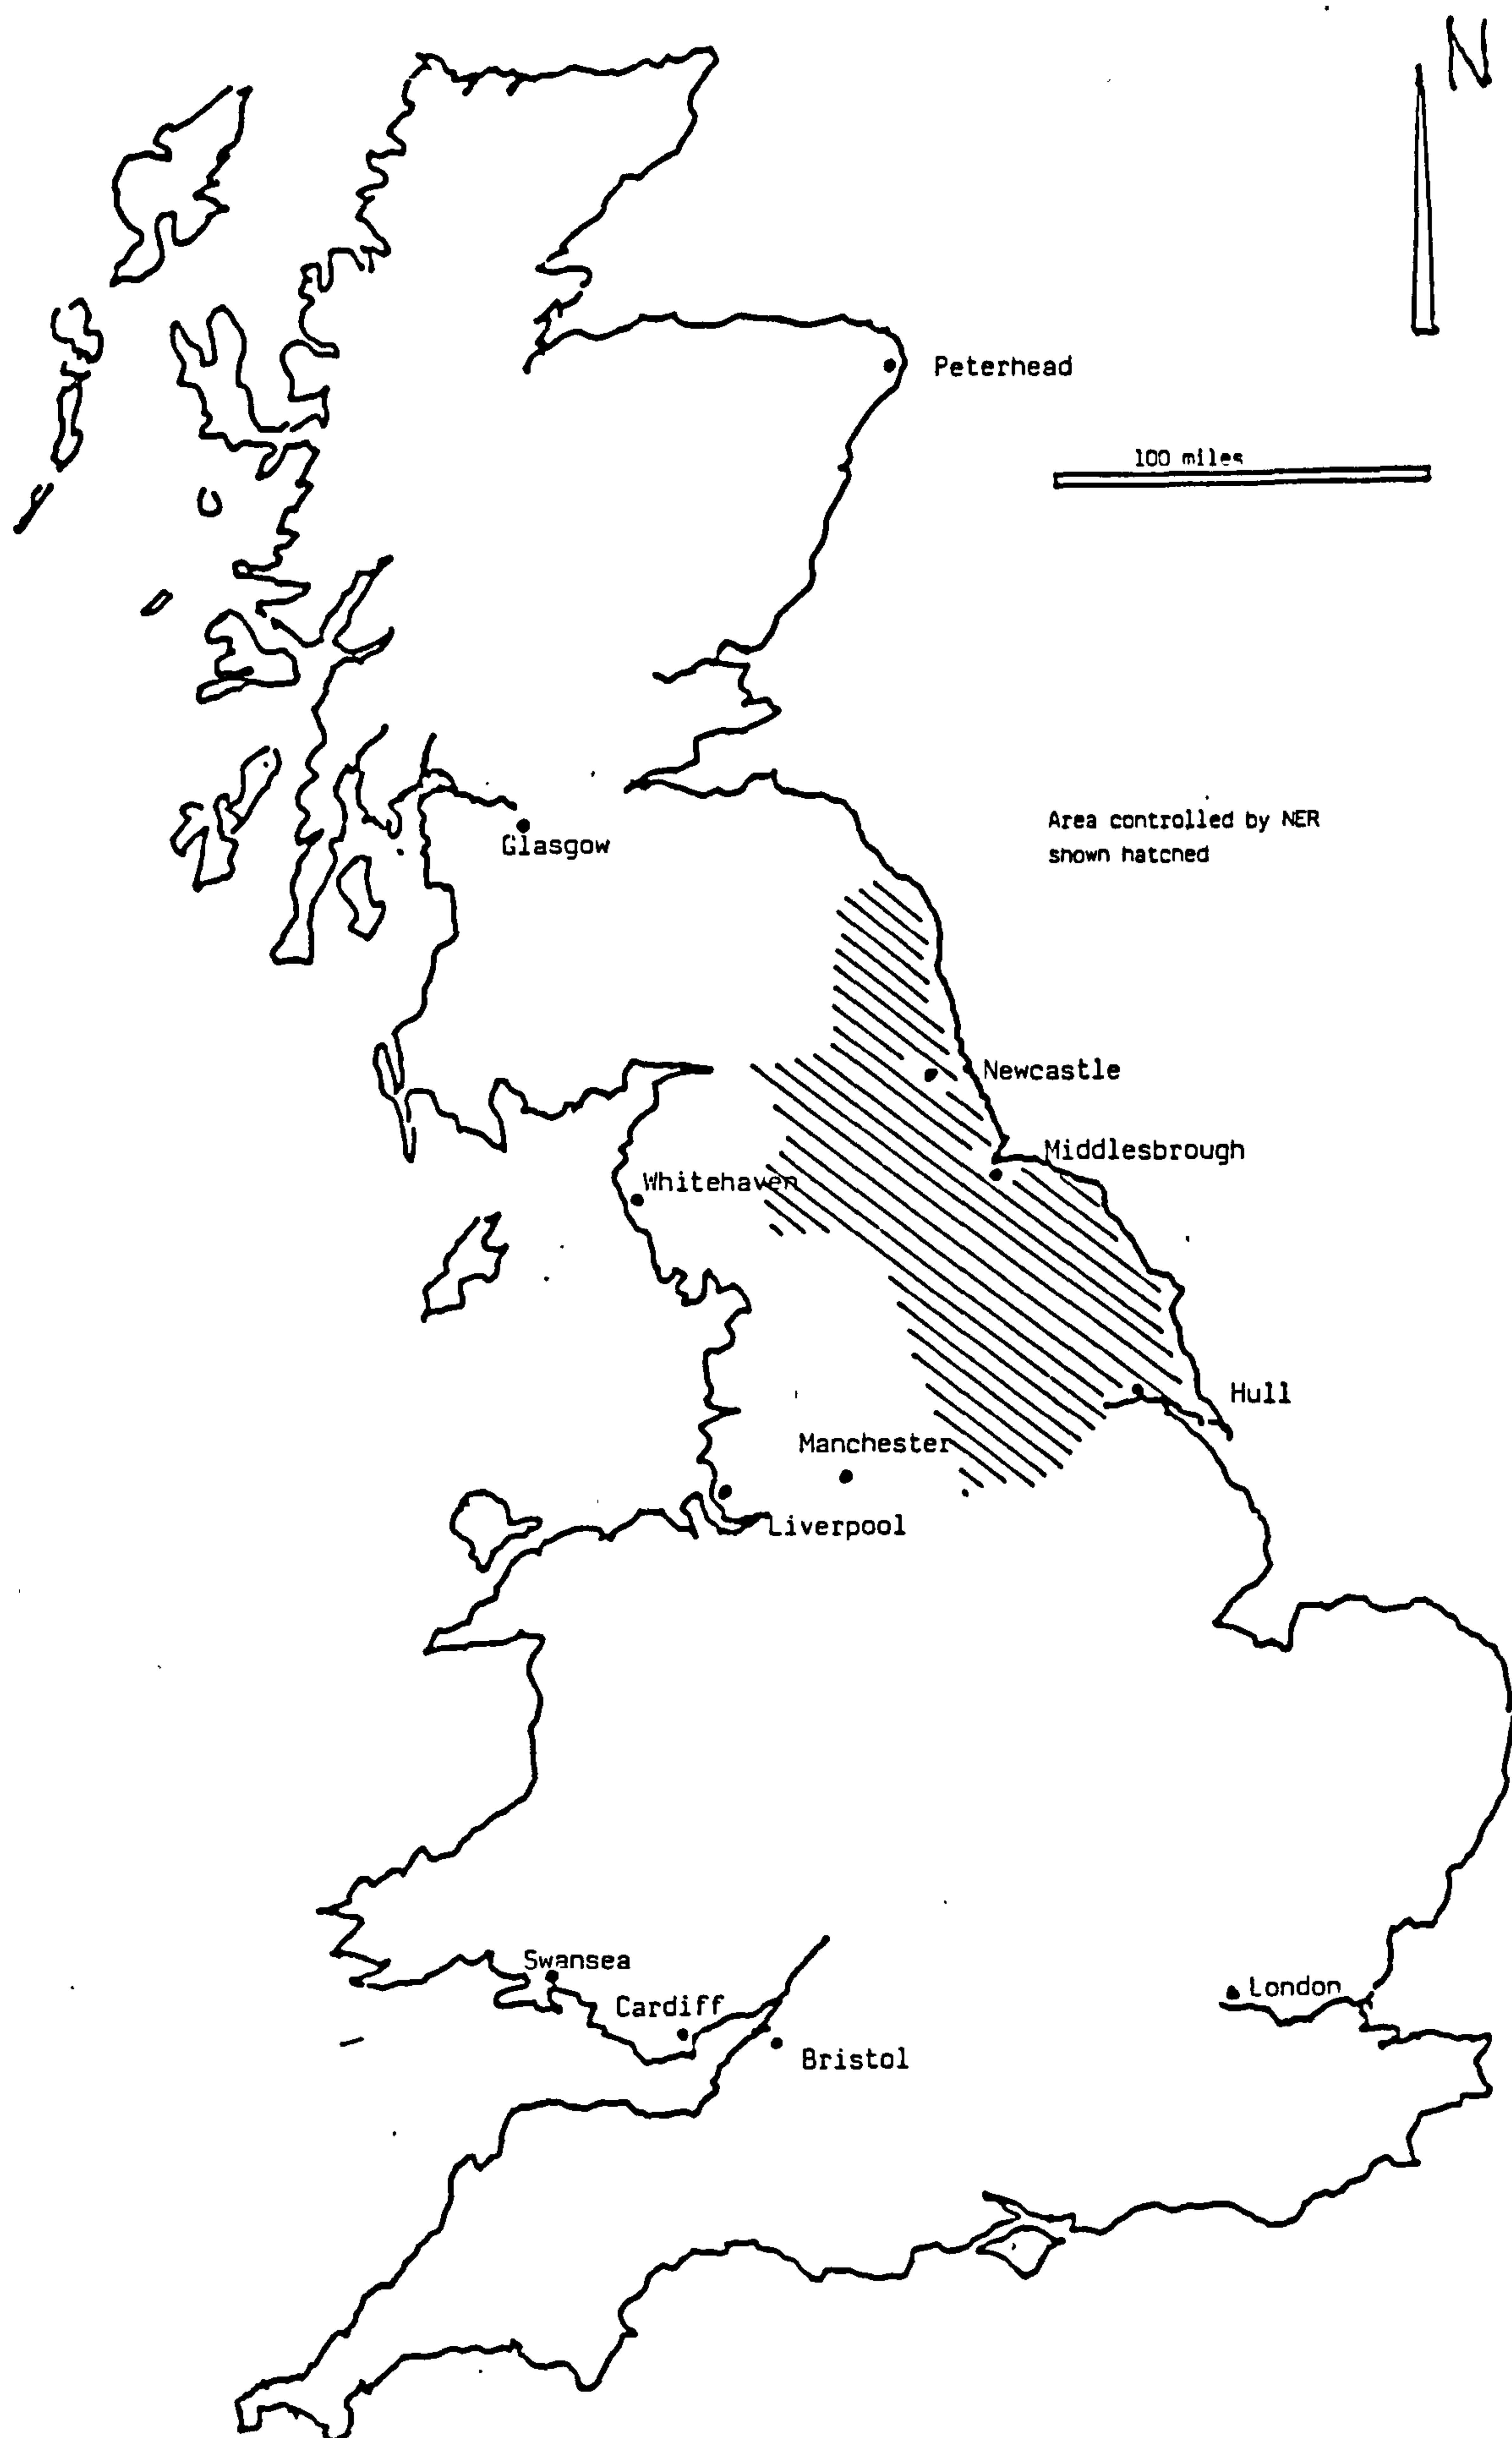 N
Peterhead
100 miles
Glasgow
Area controlled by NER
shown hatched
Newcastle
Middlesbrough
Whitehaven
Hull
Manchester
Liverpool
Swansea
London
Cardiff
Bristol